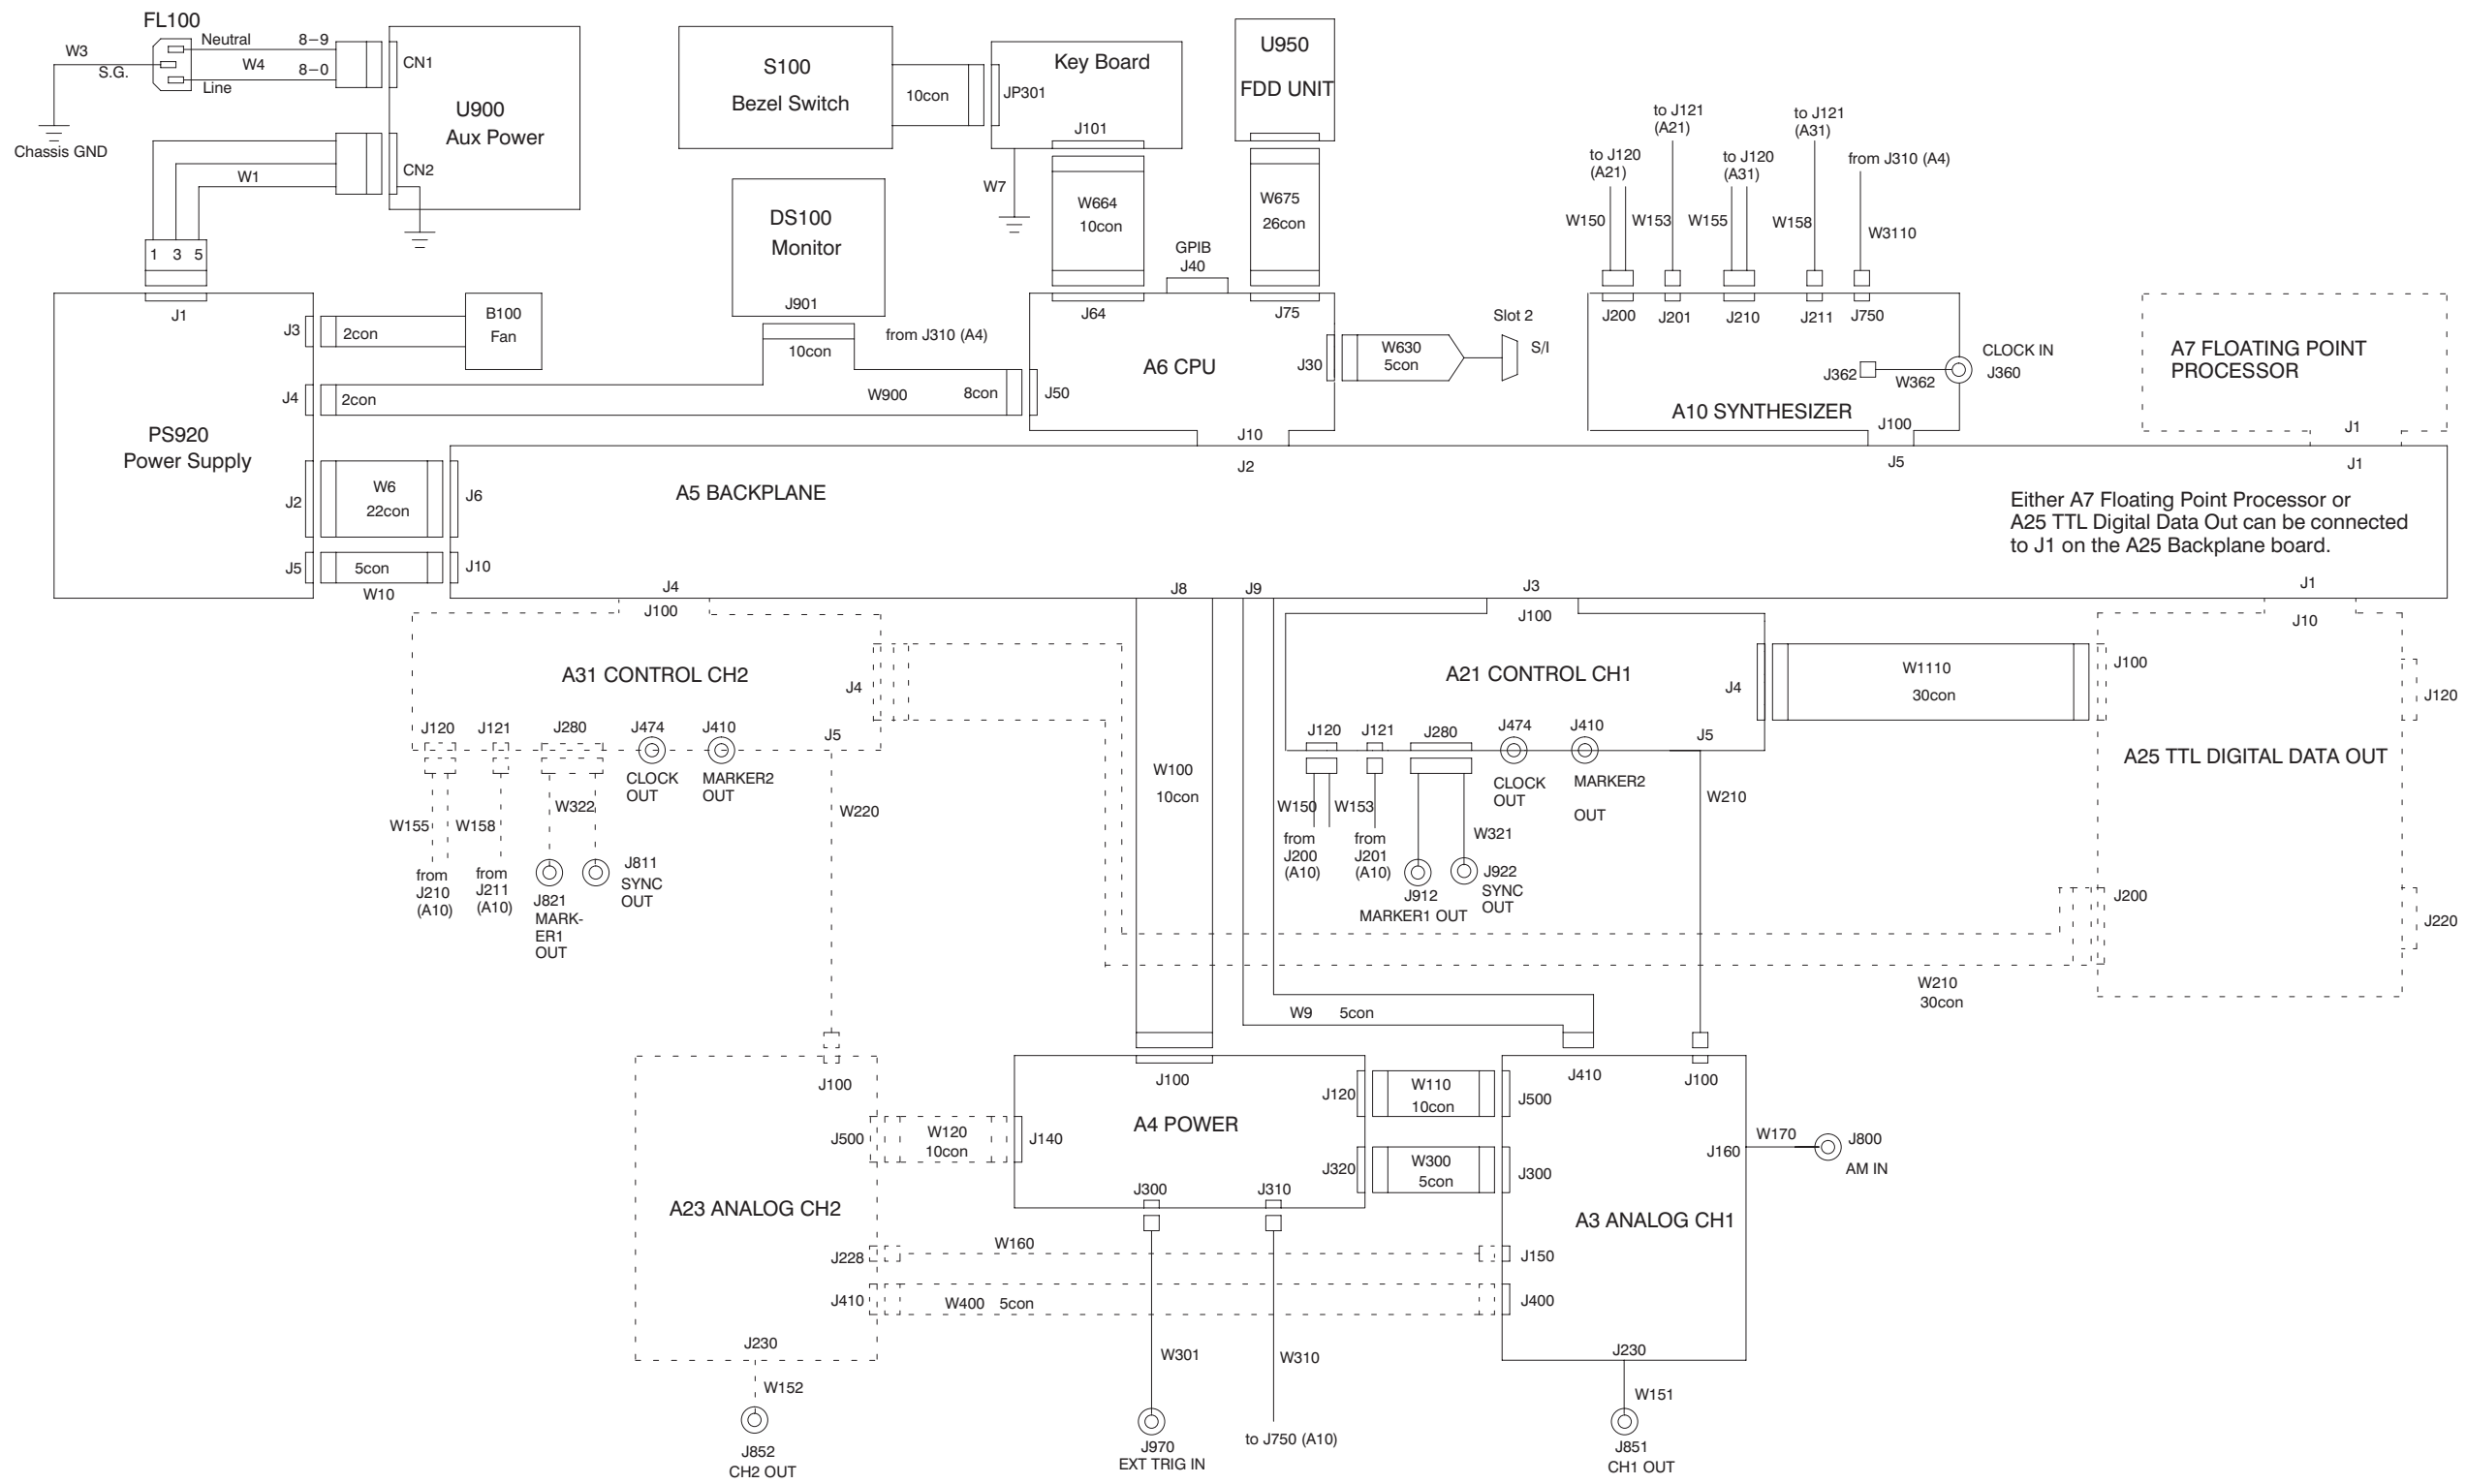 FL100
W3
S.G.
Neutral
8–9
W4
8–0
Line
CN1
U900
Aux Power
Chassis GND
CN2
W1
1 3 5
S100
Bezel Switch
10con
Key Board
JP301
J101
U950
FDD UNIT
W7
W664
10con
W675
26con
GPIB
J40
DS100
Monitor
J901
10con
from J310 (A4)
to J120
(A21)
to J121
(A21)
to J120
(A31)
to J121
(A31)
from J310 (A4)
W150
W153
W155
W158
W3110
J1
J3
2con
B100
Fan
J4
2con
W900
8con
J50
J64
J75
A6 CPU
J30
W630
5con
Slot 2
S/I
J10
J200
J201
J210
J211
J750
J362
W362
CLOCK IN
J360
A10 SYNTHESIZER
J100
A7 FLOATING POINT
PROCESSOR
J1
PS920
Power Supply
J2
W6
22con
J6
J5
5con
J10
W10
A5 BACKPLANE
J2
J5
J1
Either A7 Floating Point Processor or
A25 TTL Digital Data Out can be connected
to J1 on the A25 Backplane board.
J4
J8
J9
J3
J1
J100
A31 CONTROL CH2
J4
J120
J121
J280
J474
J410
J5
CLOCK
OUT
MARKER2
OUT
W155
W158
W322
W220
from
J210
(A10)
from
J211
(A10)
J821
MARK-
ER1
OUT
J811
SYNC
OUT
W100
10con
J100
A21 CONTROL CH1
J4
J120
J121
J280
J474
J410
J5
CLOCK
OUT
MARKER2
OUT
W150
W153
W321
W210
from
J200
(A10)
from
J201
(A10)
J912
MARKER1 OUT
J922
SYNC
OUT
W1110
30con
J10
J100
J120
A25 TTL DIGITAL DATA OUT
J200
J220
W210
30con
W9 5con
J100
J500
W120
10con
J140
A23 ANALOG CH2
J228
J410
J230
W152
J852
CH2 OUT
J100
A4 POWER
J120
J320
J300
J310
W110
10con
W300
5con
W160
W400 5con
W301
W310
J970
EXT TRIG IN
to J750 (A10)
J410
J100
J500
J300
J160
W170
J800
AM IN
A3 ANALOG CH1
J150
J400
J230
W151
J851
CH1 OUT